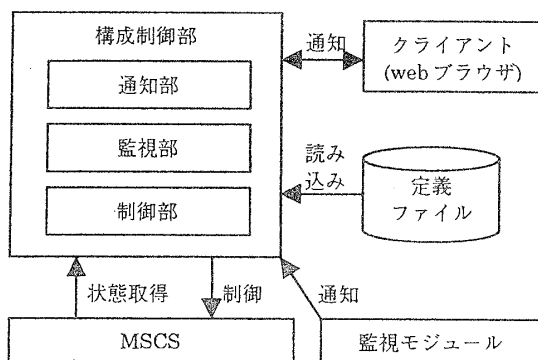 構成制御部
通知部
監視部
制御部
通知
クライアント
(webブラウザ)
読み
込み
定義
ファイル
状態取得
制御
通知
MSCS
監視モジュール